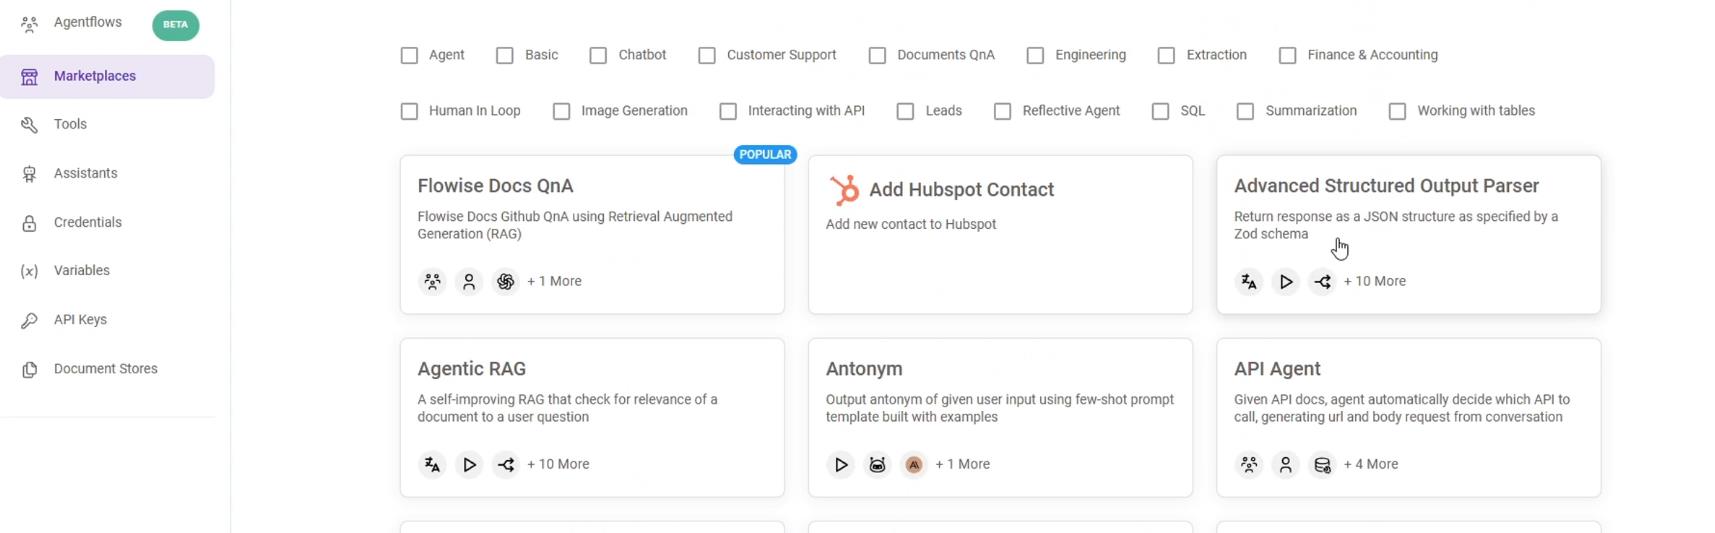 Agentflows
BETA
Marketplaces
Tools
Assistants
Credentials
Variables
API Keys
Document Stores
Agent Basic Chatbot Customer Support Documents QnA Engineering Extraction Finance & Accounting
Human In Loop Image Generation Interacting with API Leads Reflective Agent SQL Summarization Working with tables
POPULAR
Flowise Docs QnA
Flowise Docs Github QnA using Retrieval Augmented
Generation (RAG)
+ 1 More
Add Hubspot Contact
Add new contact to Hubspot
Advanced Structured Output Parser
Return response as a JSON structure as specified by a
Zod schema
+ 10 More
Agentic RAG
A self-improving RAG that check for relevance of a
document to a user question
+ 10 More
Antonym
Output antonym of given user input using few-shot prompt
template built with examples
+ 1 More
API Agent
Given API docs, agent automatically decide which API to
call, generating url and body request from conversation
+ 4 More